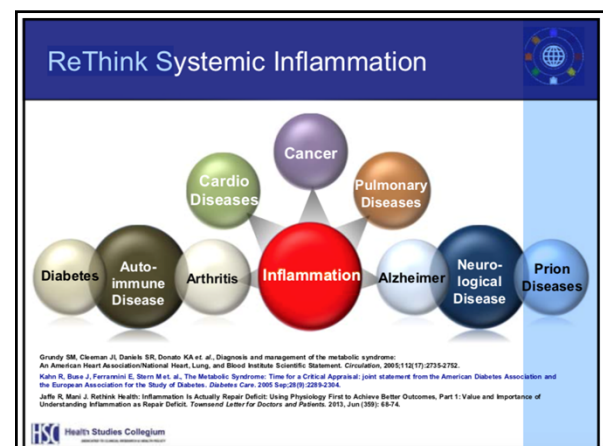 ReThink Systemic Inflammation
Cancer
Cardio
Diseases
Pulmonary
Diseases
Diabetes
Auto-
immune
Disease
Arthritis
Inflammation
Alzheimer
Neuro-
logical
Disease
Prion
Diseases
Grundy SM, Cleeman JI, Daniels SR, Donato KA et. al., Diagnosis and management of the metabolic syndrome:
An American Heart Association/National Heart, Lung, and Blood Institute Scientific Statement. Circulation, 2005;112(17):2735-2752.
Kahn R, Buse J, Ferrannini E, Stern M et. al., The Metabolic Syndrome: Time for a Critical Appraisal: joint statement from the American Diabetes Association and
the European Association for the Study of Diabetes. Diabetes Care. 2005 Sep;28(9):2289-2304.
Jaffe R, Mani J. Rethink Health: Inflammation Is Actually Repair Deficit: Using Physiology First to Achieve Better Outcomes, Part 1: Value and Importance of
Understanding Inflammation as Repair Deficit. Townsend Letter for Doctors and Patients. 2013, Jun (359): 68-74.
HSC Health Studies Collegium